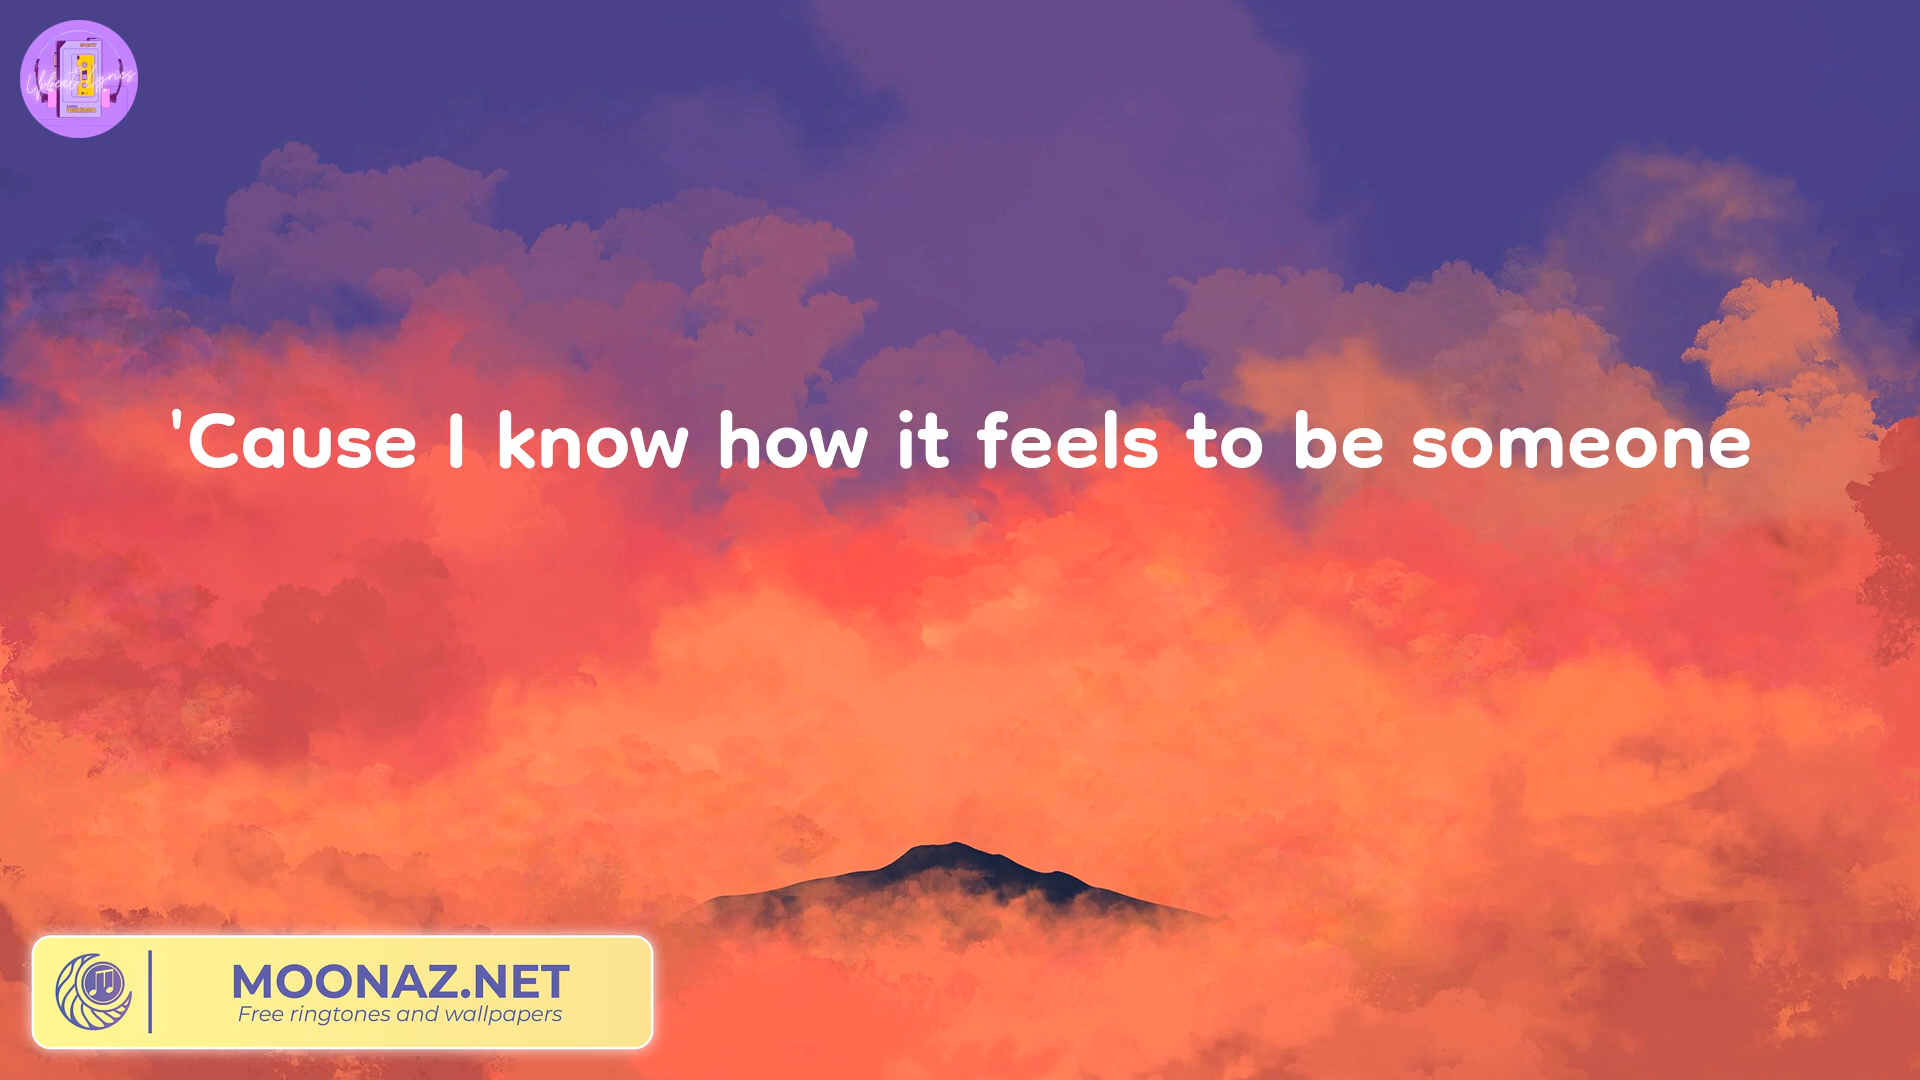 'Cause I know how it feels to be someone
MOONAZ.NET
Free ringtones and wallpapers